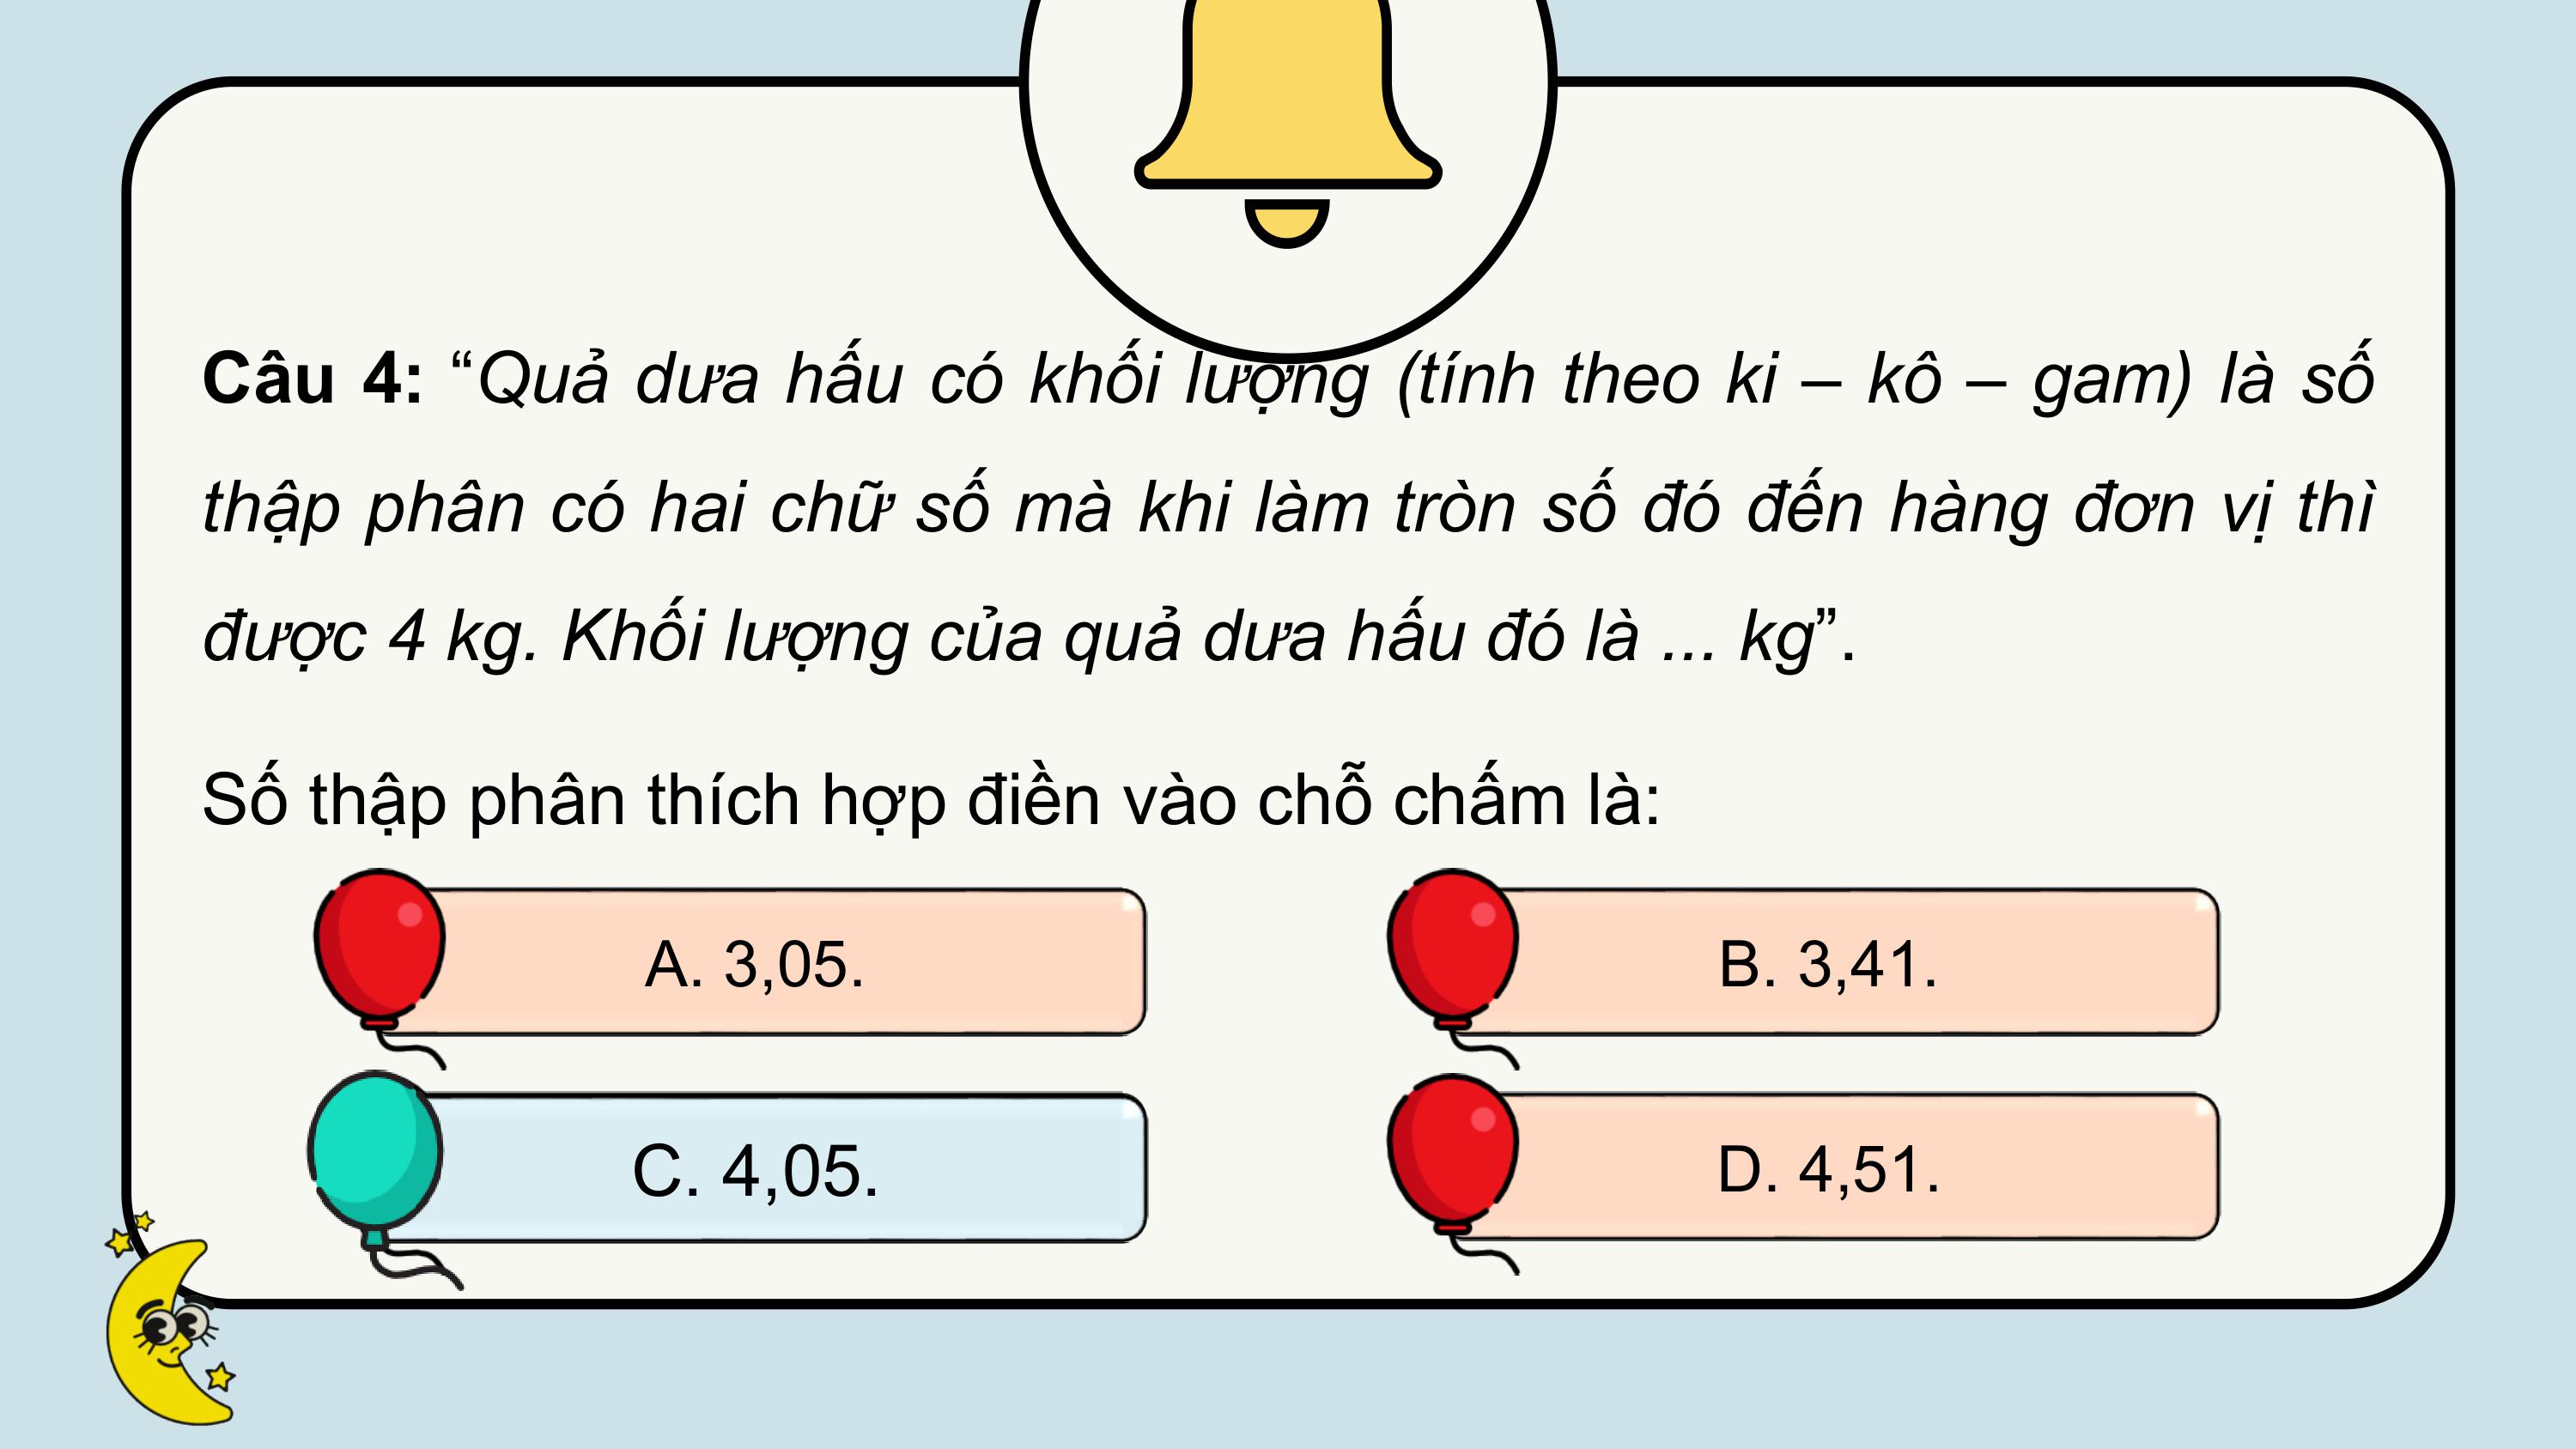 Câu 4: “Quả dưa hấu có khối lượng (tính theo ki – kô – gam) là số
thập phân có hai chữ số mà khi làm tròn số đó đến hàng đơn vị thì
được 4 kg. Khối lượng của quả dưa hấu đó là ... kg”.
Số thập phân thích hợp điền vào chỗ chấm là:
A. 3,05.
B. 3,41.
C. 4,05.
D. 4,51.